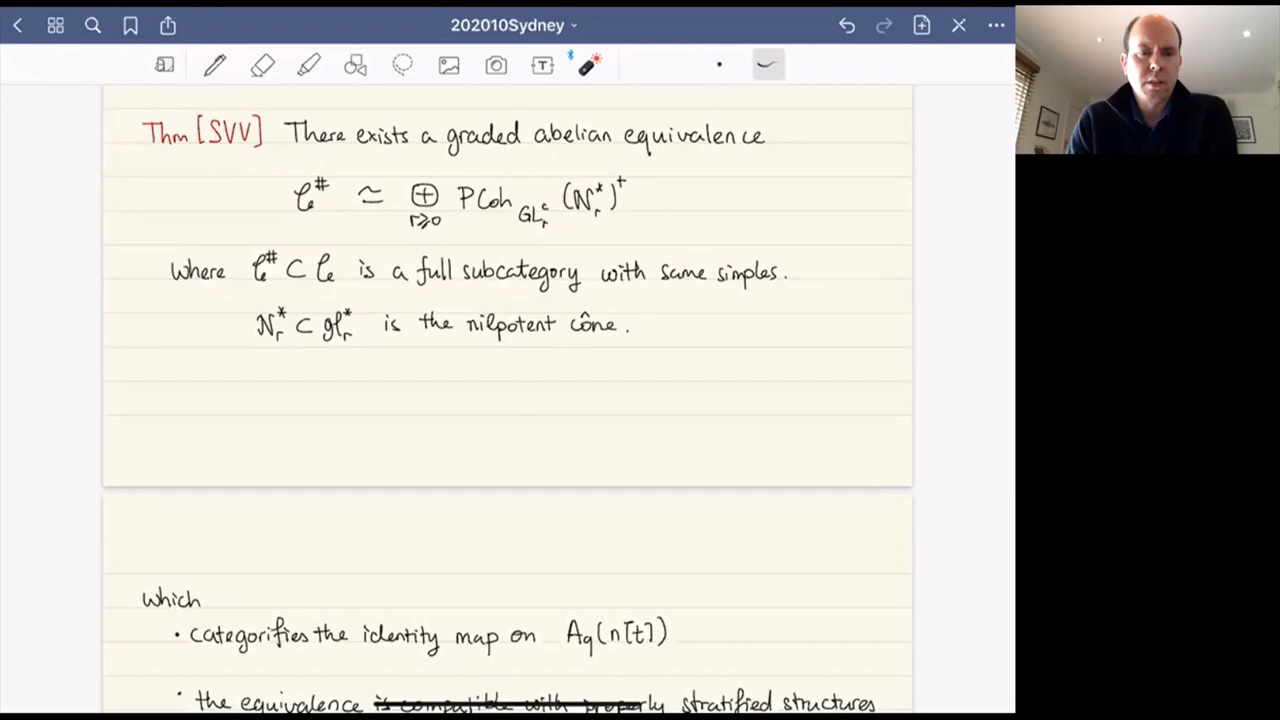 202010Sydney
Thm [SVV] There exists a graded abelian equivalence
𝒞^# ≃ ⊕_{r≥0} PCoh_{GL_r^c} (N_r^*)^+
Where 𝒞^# ⊂ 𝒞 is a full subcategory with same simples.
N_r^* ⊂ gl_r^* is the nilpotent cône.
which
• categorifies the identity map on Aq(n[t])
• the equivalence is compatible with properly stratified structures